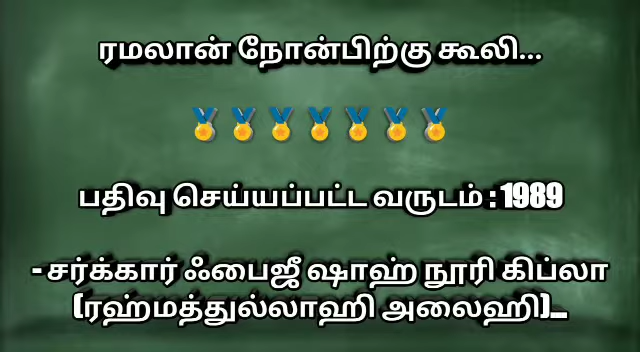 ரமலான் நோன்பிற்கு கூலி...
பதிவு செய்யப்பட்ட வருடம் : 1989
- சர்க்கார் ஃபைஜீ ஷாஹ் நூரி கிப்லா
(ரஹ்மத்துல்லாஹி அலைஹி)...